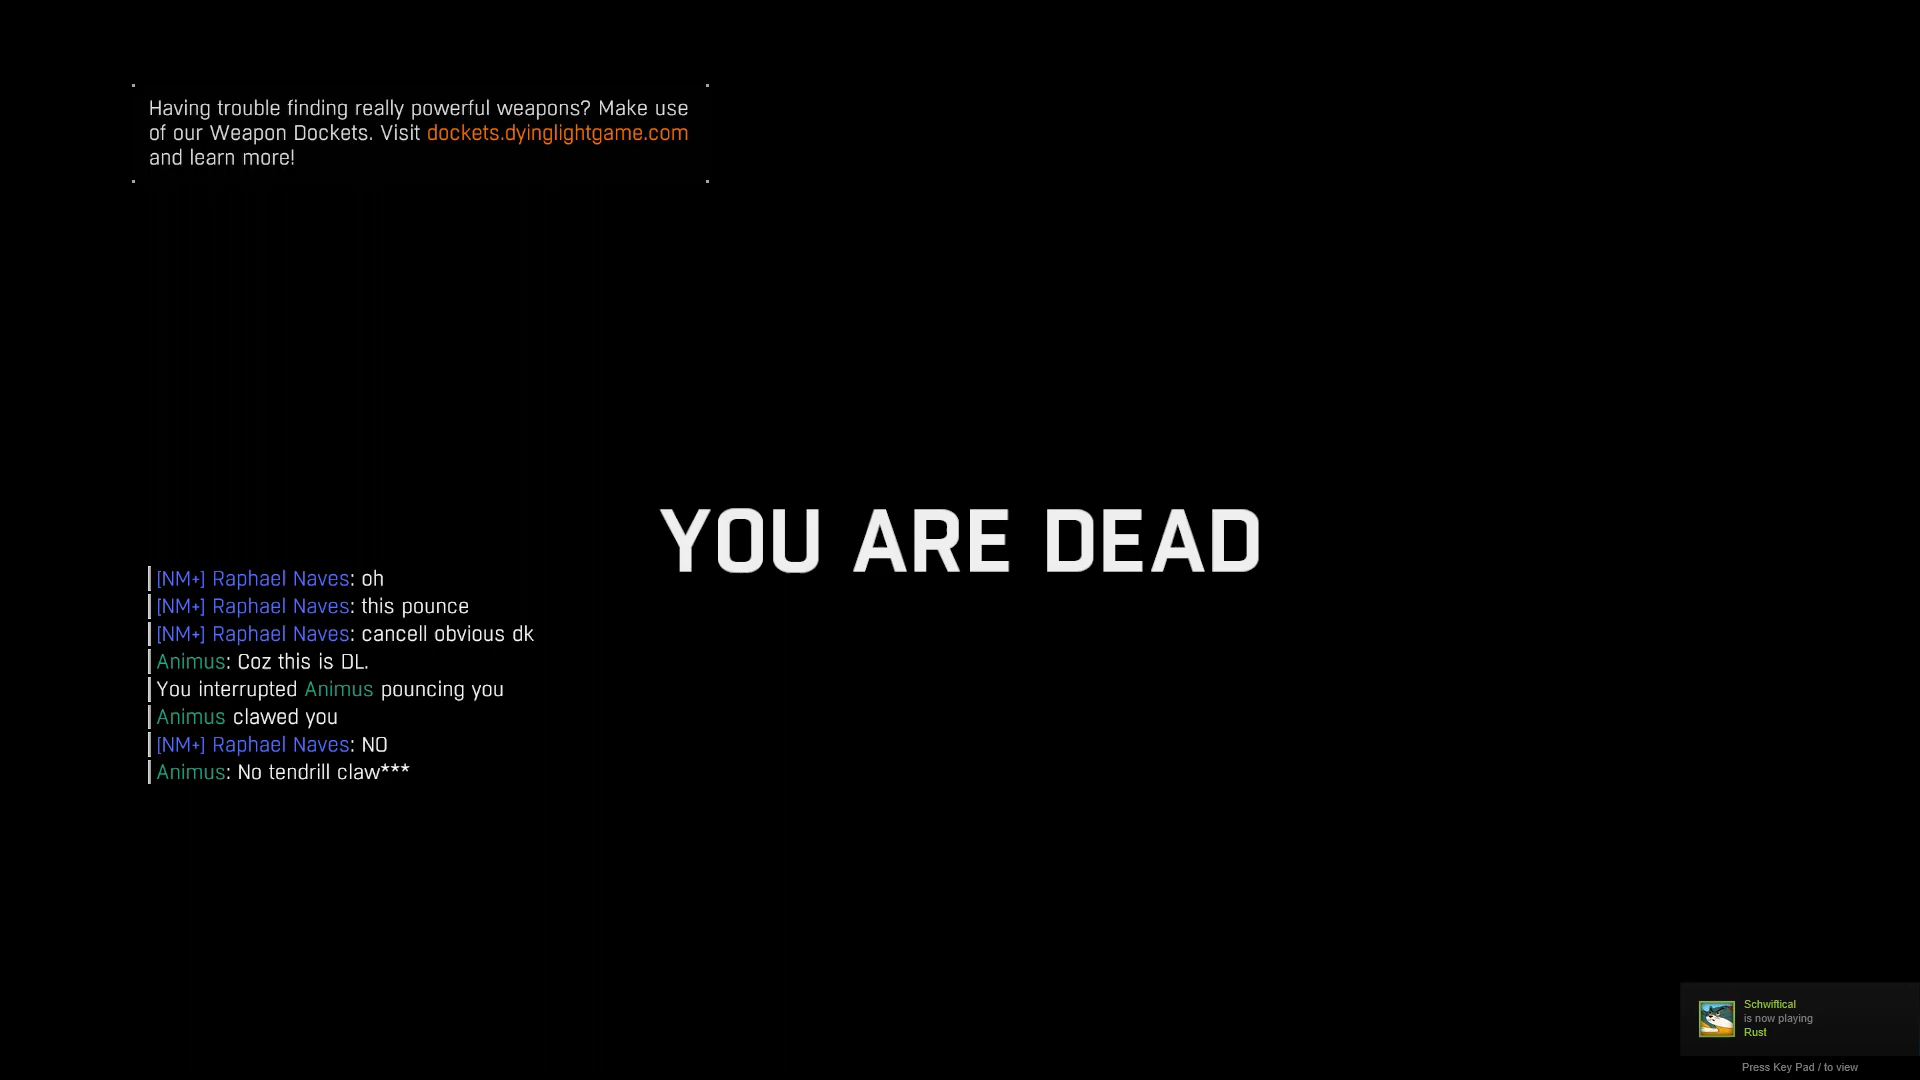 Having trouble finding really powerful weapons? Make use
of our Weapon Dockets. Visit dockets.dyinglightgame.com
and learn more!
YOU ARE DEAD
[NM+] Raphael Naves: oh
[NM+] Raphael Naves: this pounce
[NM+] Raphael Naves: cancell obvious dk
Animus: Coz this is DL.
You interrupted Animus pouncing you
Animus clawed you
[NM+] Raphael Naves: NO
Animus: No tendrill claw***
Schwiftical
is now playing
Rust
Press Key Pad / to view